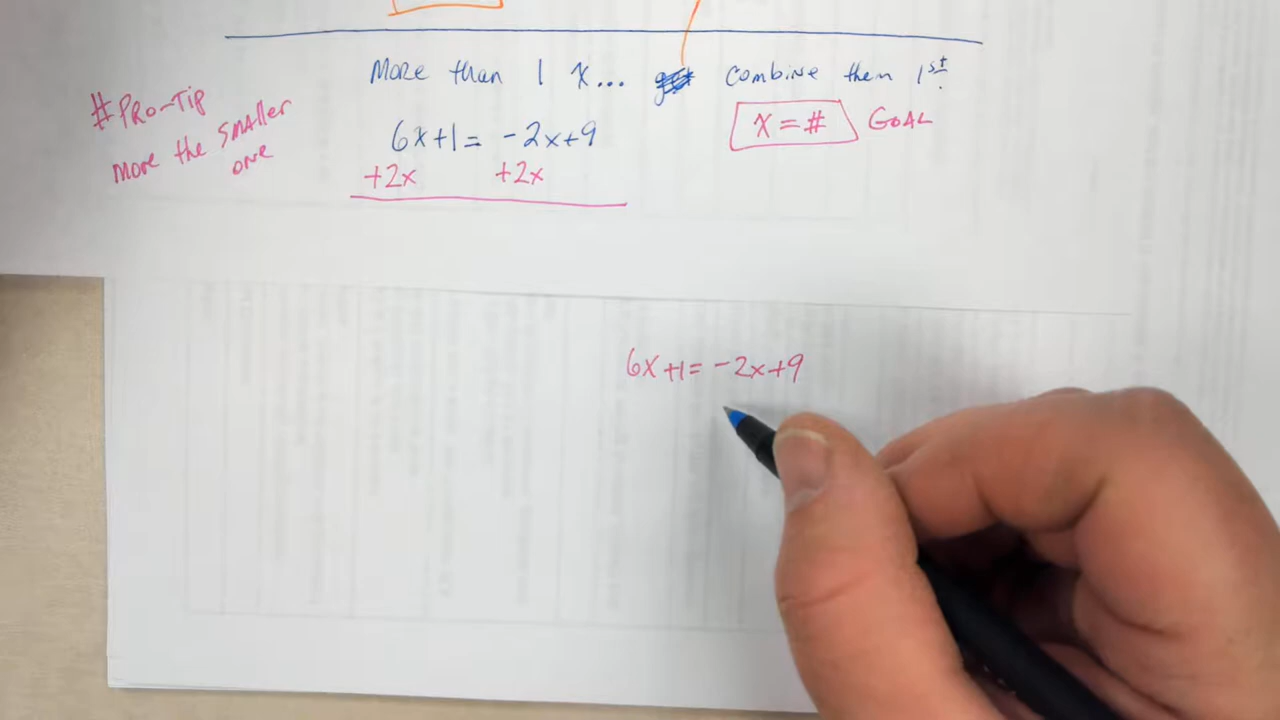 More than 1 x... combine them 1st.
#PRO-TIP
move the smaller
one
x = # GOAL
6x+1= -2x+9
+2x +2x
6x+1= -2x+9